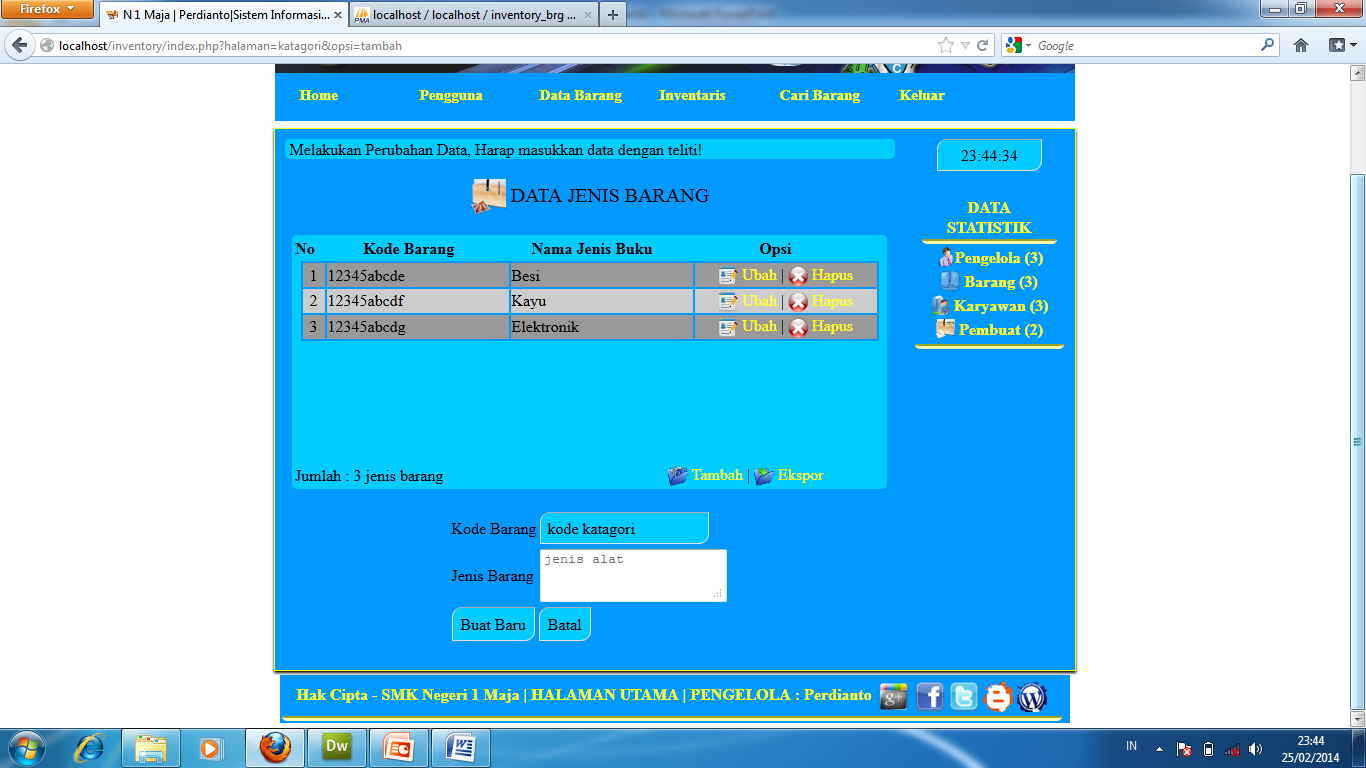 Firefox
N 1 Maja | Perdianto|Sistem Informasi...
localhost / localhost / inventory_brg ...
localhost/inventory/index.php?halaman=katagori&opsi=tambah
Google
Home Pengguna Data Barang Inventaris Cari Barang Keluar
Melakukan Perubahan Data, Harap masukkan data dengan teliti!
23:44:34
DATA JENIS BARANG
No Kode Barang Nama Jenis Buku Opsi
1 12345abcde Besi Ubah | Hapus
2 12345abcdf Kayu Ubah | Hapus
3 12345abcdg Elektronik Ubah | Hapus
Jumlah : 3 jenis barang Tambah | Ekspor
DATA
STATISTIK
Pengelola (3)
Barang (3)
Karyawan (3)
Pembuat (2)
Kode Barang kode katagori
Jenis Barang jenis alat
Buat Baru Batal
Hak Cipta - SMK Negeri 1 Maja | HALAMAN UTAMA | PENGELOLA : Perdianto
Dw
IN
23:44
25/02/2014